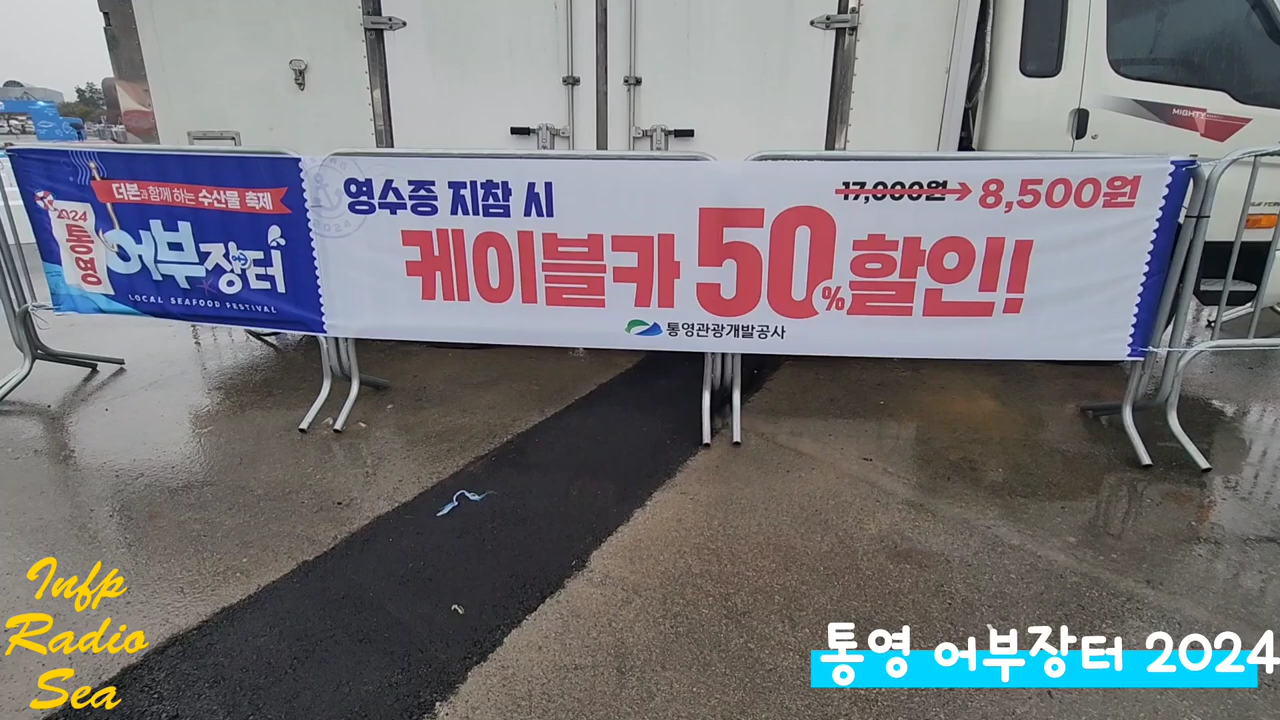 더본과 함께 하는 수산물 축제
2024
통영
어부장터
LOCAL SEAFOOD FESTIVAL
영수증 지참 시
17,000원→8,500원
케이블카 50%할인!!
통영관광개발공사
MIGHTY
Infp
Radio
Sea
통영 어부장터 2024